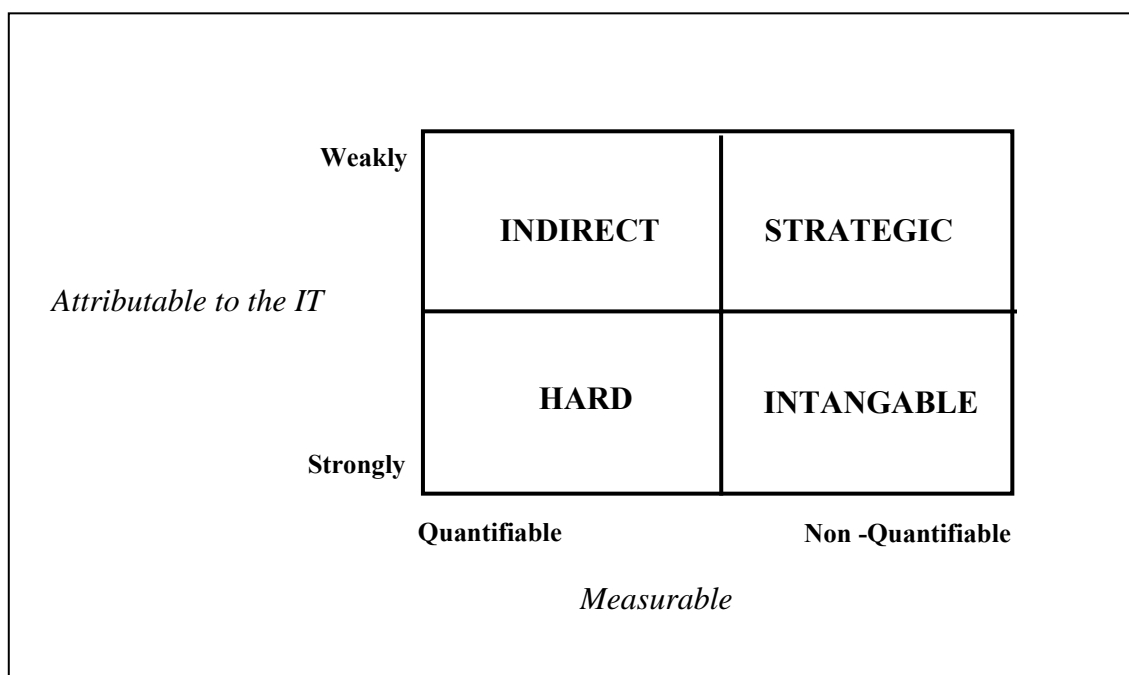 Weakly
INDIRECT STRATEGIC
Attributable to the IT
HARD INTANGABLE
Strongly
Quantifiable Non -Quantifiable
Measurable